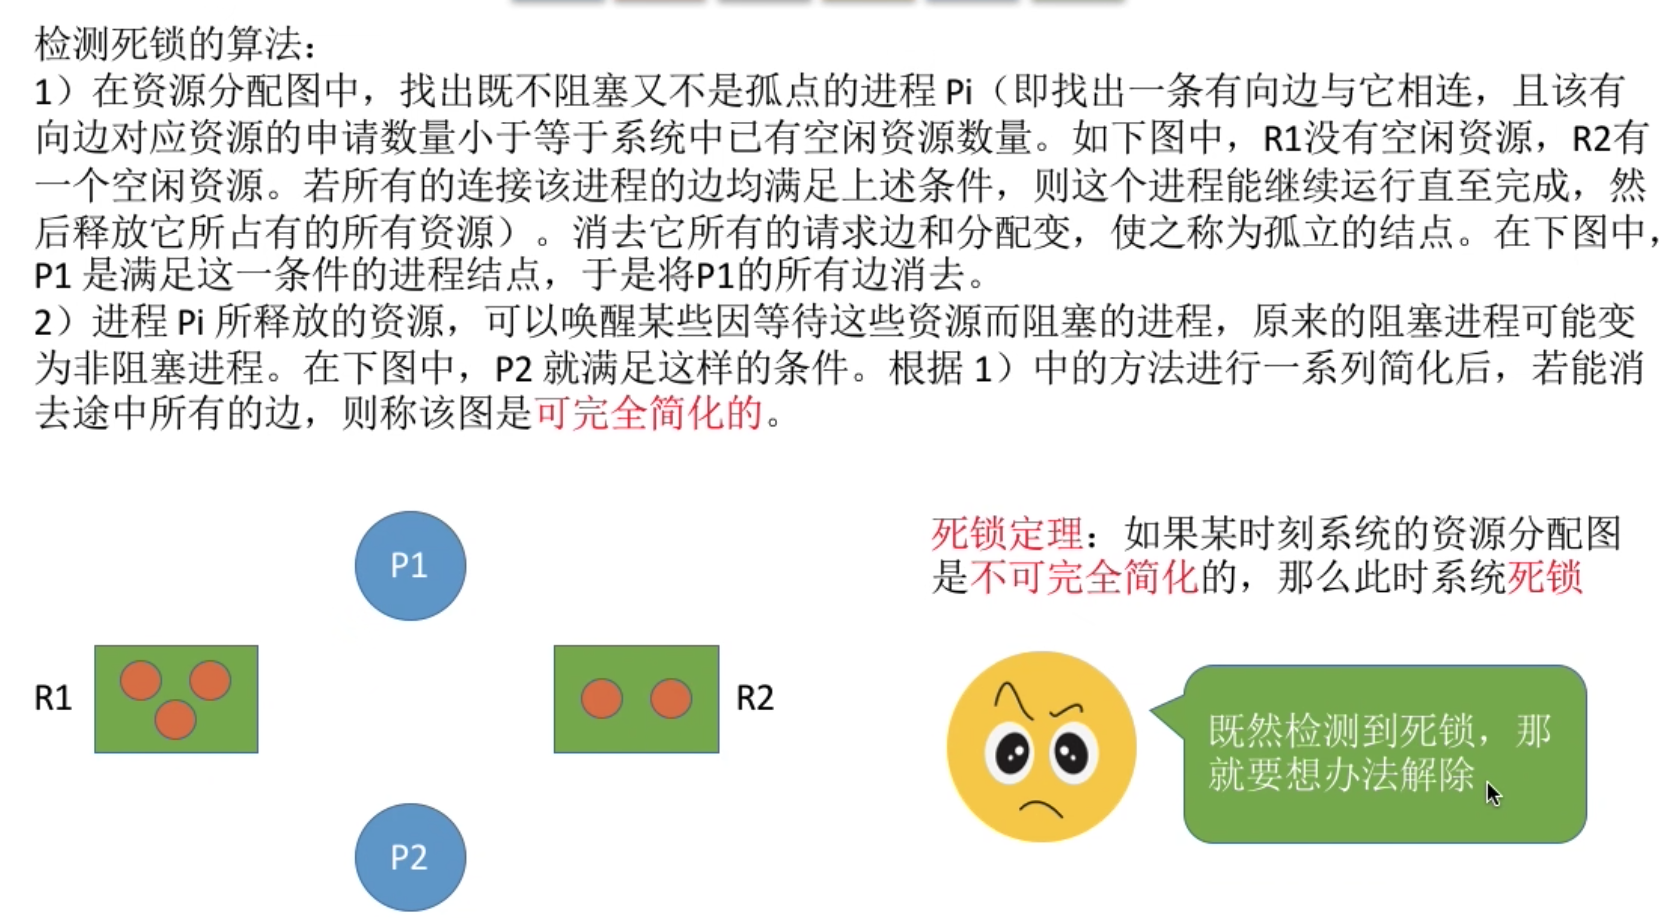 检测死锁的算法：
1）在资源分配图中，找出既不阻塞又不是孤点的进程 Pi（即找出一条有向边与它相连，且该有
向边对应资源的申请数量小于等于系统中已有空闲资源数量。如下图中，R1没有空闲资源，R2有
一个空闲资源。若所有的连接该进程的边均满足上述条件，则这个进程能继续运行直至完成，然
后释放它所占有的所有资源）。消去它所有的请求边和分配变，使之称为孤立的结点。在下图中，
P1 是满足这一条件的进程结点，于是将P1的所有边消去。
2）进程 Pi 所释放的资源，可以唤醒某些因等待这些资源而阻塞的进程，原来的阻塞进程可能变
为非阻塞进程。在下图中，P2 就满足这样的条件。根据 1）中的方法进行一系列简化后，若能消
去途中所有的边，则称该图是可完全简化的。
死锁定理：如果某时刻系统的资源分配图
是不可完全简化的，那么此时系统死锁
P1
R1
R2
既然检测到死锁，那
就要想办法解除
P2